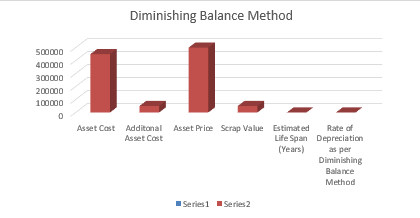 Diminishing Balance Method
500000
400000
300000
200000
100000
0
Asset Cost
Additonal
Asset Cost
Asset Price
Scrap Value
Estimated
Life Span
(Years)
Rate of
Depreciation
as per
Diminishing
Balance
Method
Series1
Series2